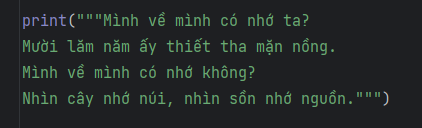 print("""Mình về mình có nhớ ta?
Mười lăm năm ấy thiết tha mặn nồng.
Mình về mình có nhớ không?
Nhìn cây nhớ núi, nhìn sồn nhớ nguồn.""")